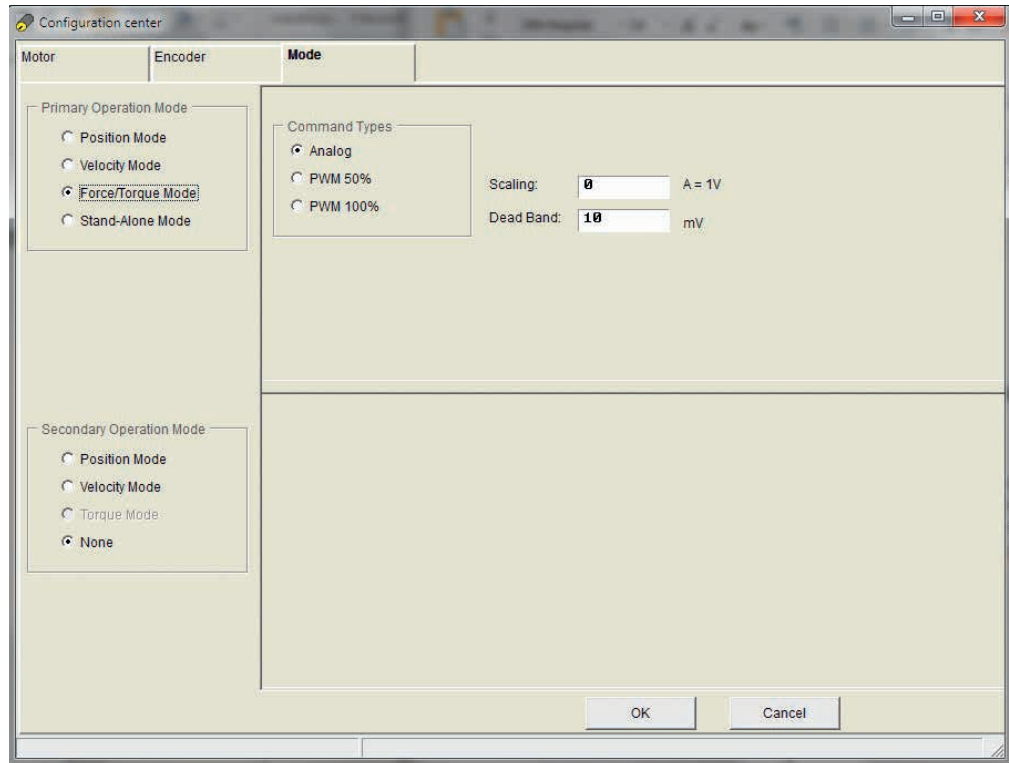 Configuration center
Motor Encoder Mode
Primary Operation Mode
Position Mode
Velocity Mode
Force/Torque Mode
Stand-Alone Mode
Command Types
Analog
PWM 50%
PWM 100%
Scaling: 0 A = 1V
Dead Band: 10 mV
Secondary Operation Mode
Position Mode
Velocity Mode
Torque Mode
None
OK Cancel